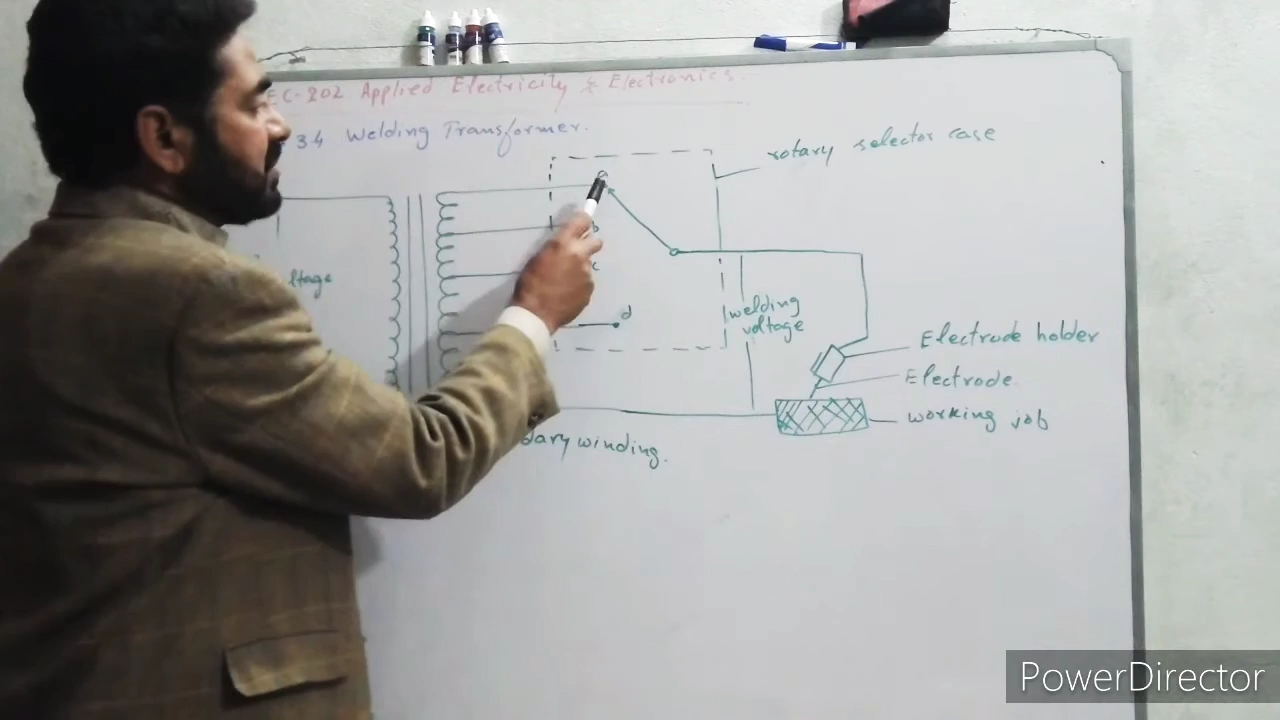 EC-202 Applied Electricity & Electronics.
3.4 Welding Transformer.
rotary selector case
b
c
ltage
d
welding
voltage
Electrode holder
Electrode.
working job
dary winding.
PowerDirector